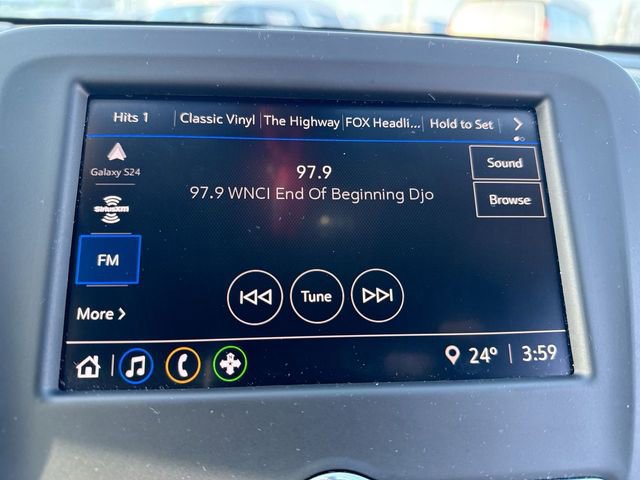 Hits 1 Classic Vinyl The Highway FOX Headli... Hold to Set
Galaxy S24
SiriusXM
FM
More
97.9
97.9 WNCI End Of Beginning Djo
Sound
Browse
Tune
24° 3:59